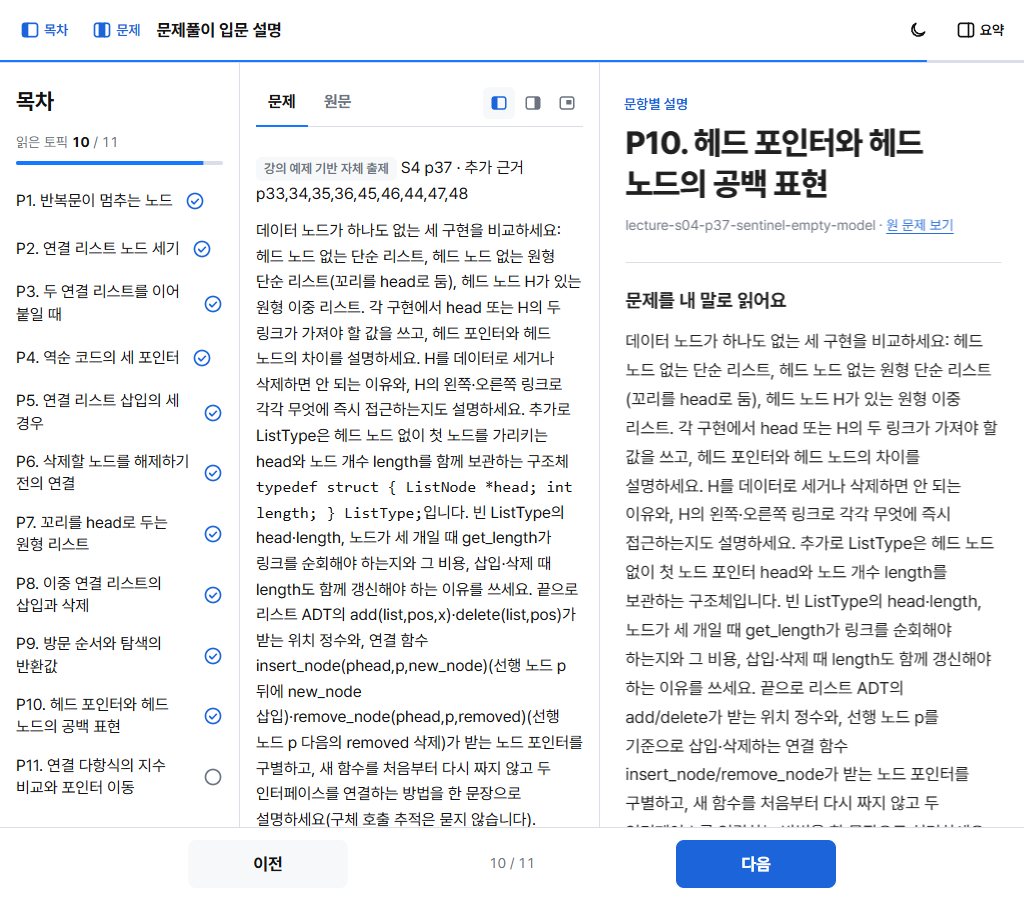 목차
문제
문제풀이 입문 설명
요약
목차
읽은 토픽 10 / 11
P1. 반복문이 멈추는 노드
P2. 연결 리스트 노드 세기
P3. 두 연결 리스트를 이어
붙일 때
P4. 역순 코드의 세 포인터
P5. 연결 리스트 삽입의 세
경우
P6. 삭제할 노드를 해제하기
전의 연결
P7. 꼬리를 head로 두는
원형 리스트
P8. 이중 연결 리스트의
삽입과 삭제
P9. 방문 순서와 탐색의
반환값
P10. 헤드 포인터와 헤드
노드의 공백 표현
P11. 연결 다항식의 지수
비교와 포인터 이동
문제
원문
강의 예제 기반 자체 출제 S4 p37 · 추가 근거
p33,34,35,36,45,46,44,47,48
데이터 노드가 하나도 없는 세 구현을 비교하세요:
헤드 노드 없는 단순 리스트, 헤드 노드 없는 원형
단순 리스트(꼬리를 head로 둠), 헤드 노드 H가 있는
원형 이중 리스트. 각 구현에서 head 또는 H의 두
링크가 가져야 할 값을 쓰고, 헤드 포인터와 헤드
노드의 차이를 설명하세요. H를 데이터로 세거나
삭제하면 안 되는 이유와, H의 왼쪽·오른쪽 링크로
각각 무엇에 즉시 접근하는지도 설명하세요. 추가로
ListType은 헤드 노드 없이 첫 노드를 가리키는
head와 노드 개수 length를 함께 보관하는 구조체
typedef struct { ListNode *head; int
length; } ListType;입니다. 빈 ListType의
head·length, 노드가 세 개일 때 get_length가
링크를 순회해야 하는지와 그 비용, 삽입·삭제 때
length도 함께 갱신해야 하는 이유를 쓰세요. 끝으로
리스트 ADT의 add(list,pos,x)·delete(list,pos)가
받는 위치 정수와, 연결 함수
insert_node(phead,p,new_node)(선행 노드 p
뒤에 new_node
삽입)·remove_node(phead,p,removed)(선행
노드 p 다음의 removed 삭제)가 받는 노드 포인터를
구별하고, 새 함수를 처음부터 다시 짜지 않고 두
인터페이스를 연결하는 방법을 한 문장으로
설명하세요(구체 호출 추적은 묻지 않습니다).
문항별 설명
P10. 헤드 포인터와 헤드
노드의 공백 표현
lecture-s04-p37-sentinel-empty-model · 원 문제 보기
문제를 내 말로 읽어요
데이터 노드가 하나도 없는 세 구현을 비교하세요: 헤드
노드 없는 단순 리스트, 헤드 노드 없는 원형 단순 리스트
(꼬리를 head로 둠), 헤드 노드 H가 있는 원형 이중
리스트. 각 구현에서 head 또는 H의 두 링크가 가져야 할
값을 쓰고, 헤드 포인터와 헤드 노드의 차이를
설명하세요. H를 데이터로 세거나 삭제하면 안 되는
이유와, H의 왼쪽·오른쪽 링크로 각각 무엇에 즉시
접근하는지도 설명하세요. 추가로 ListType은 헤드 노드
없이 첫 노드 포인터 head와 노드 개수 length를
보관하는 구조체입니다. 빈 ListType의 head·length,
노드가 세 개일 때 get_length가 링크를 순회해야
하는지와 그 비용, 삽입·삭제 때 length도 함께 갱신해야
하는 이유를 쓰세요. 끝으로 리스트 ADT의
add/delete가 받는 위치 정수와, 선행 노드 p를
기준으로 삽입·삭제하는 연결 함수
insert_node/remove_node가 받는 노드 포인터를
구별하고, 새 함수를 처음부터 다시 짜지 않고 두
이전
10 / 11
다음